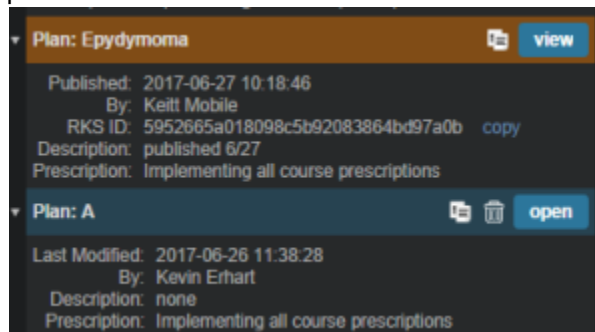 Plan: Epydymoma view
Published: 2017-06-27 10:18:46
By: Keitt Mobile
RKS ID: 5952665a018098c5b92083864bd97a0b copy
Description: published 6/27
Prescription: Implementing all course prescriptions
Plan: A open
Last Modified: 2017-06-26 11:38:28
By: Kevin Erhart
Description: none
Prescription: Implementing all course prescriptions